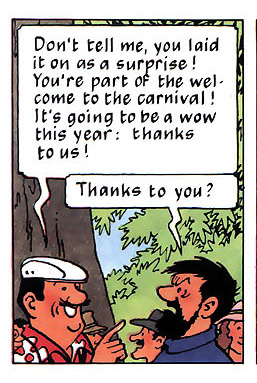 Don't tell me, you laid
it on as a surprise!
You're part of the wel-
come to the carnival!
It's going to be a wow
this year: thanks
to us!
Thanks to you?